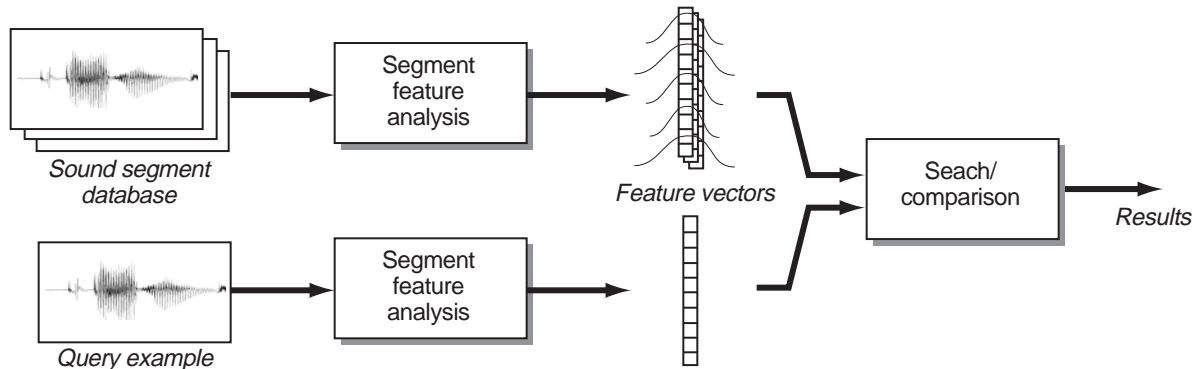 Segment
feature
analysis
Sound segment
database
Feature vectors
Seach/
comparison
Results
Segment
feature
analysis
Query example